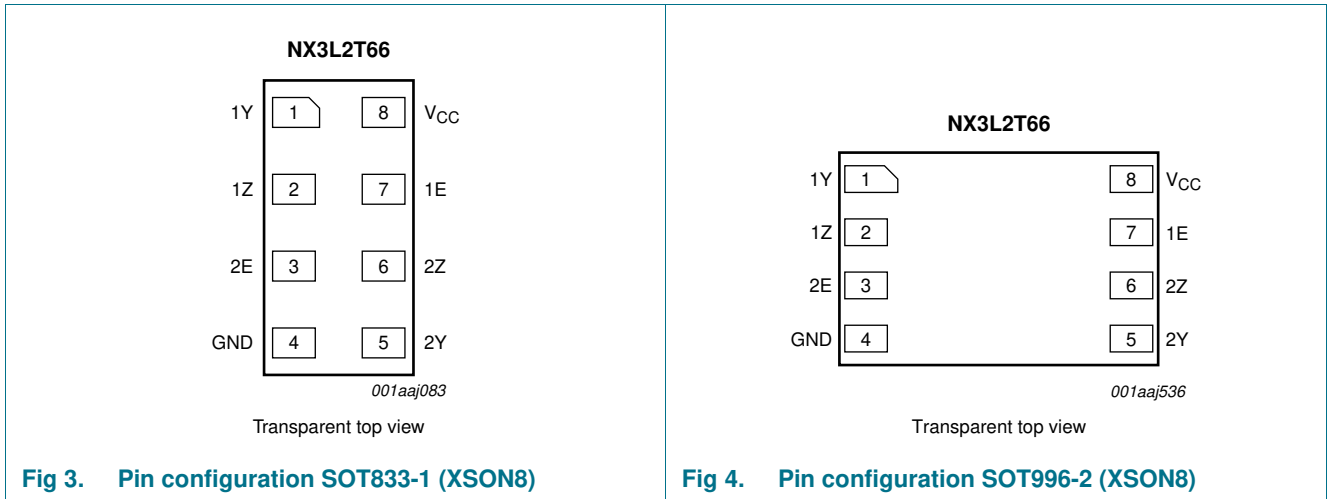 NX3L2T66
1Y 1 8 VCC
1Z 2 7 1E
2E 3 6 2Z
GND 4 5 2Y
001aaj083
Transparent top view
Fig 3. Pin configuration SOT833-1 (XSON8)
NX3L2T66
1Y 1 8 VCC
1Z 2 7 1E
2E 3 6 2Z
GND 4 5 2Y
001aaj536
Transparent top view
Fig 4. Pin configuration SOT996-2 (XSON8)